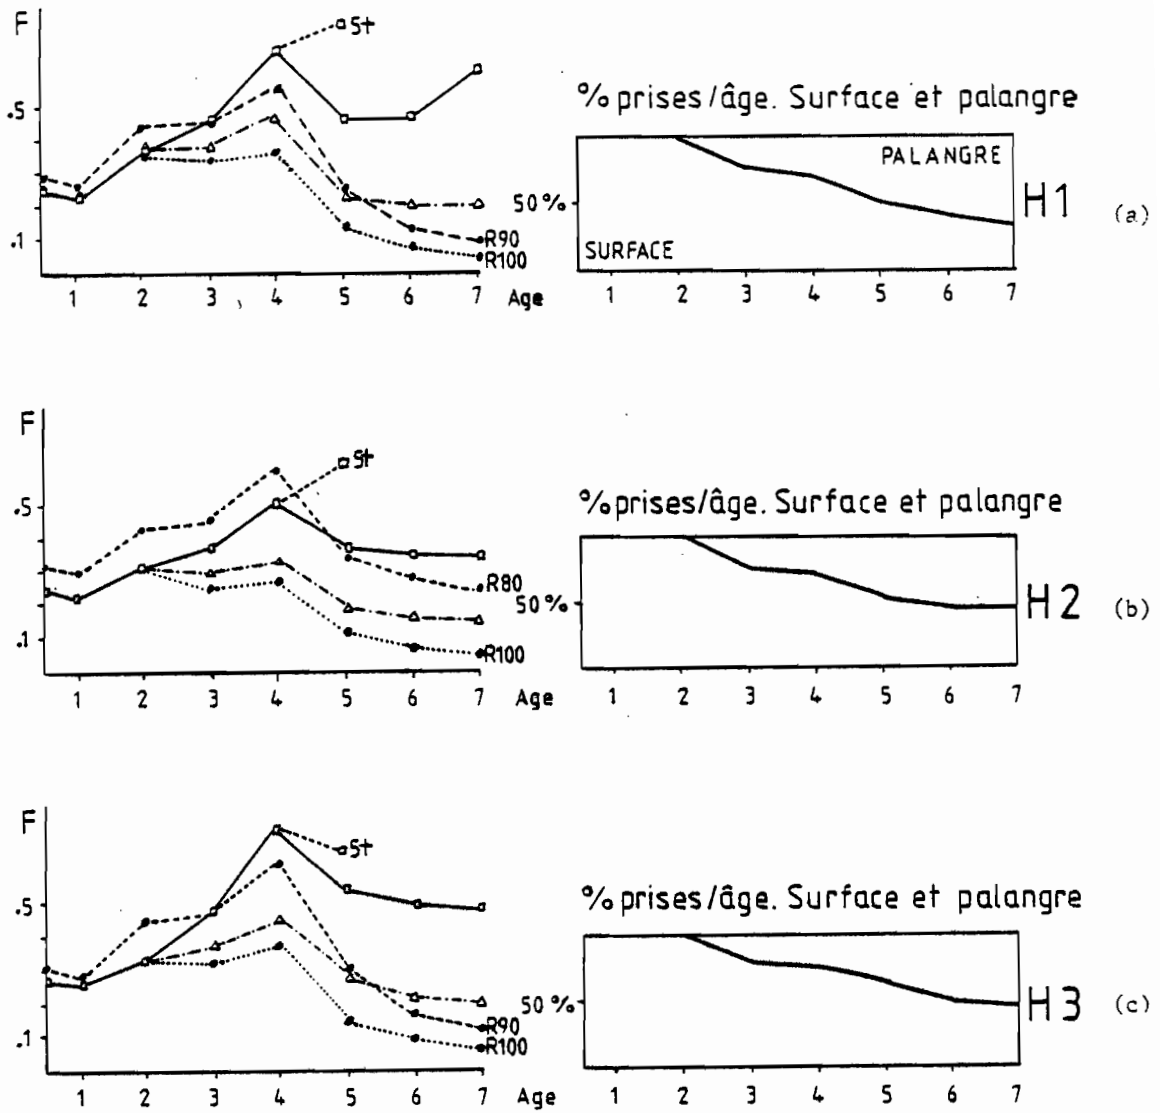 F
5+
.5
.1
R90
R100
1 2 3 4 5 6 7 Age
% prises/âge. Surface et palangre
PALANGRE
50%
SURFACE
H1
(a)
1 2 3 4 5 6 7
F
5+
.5
.1
R80
R100
1 2 3 4 5 6 7 Age
% prises/âge. Surface et palangre
50%
H2
(b)
1 2 3 4 5 6 7
F
5+
.5
.1
R90
R100
1 2 3 4 5 6 7 Age
% prises/âge. Surface et palangre
50%
H3
(c)
1 2 3 4 5 6 7